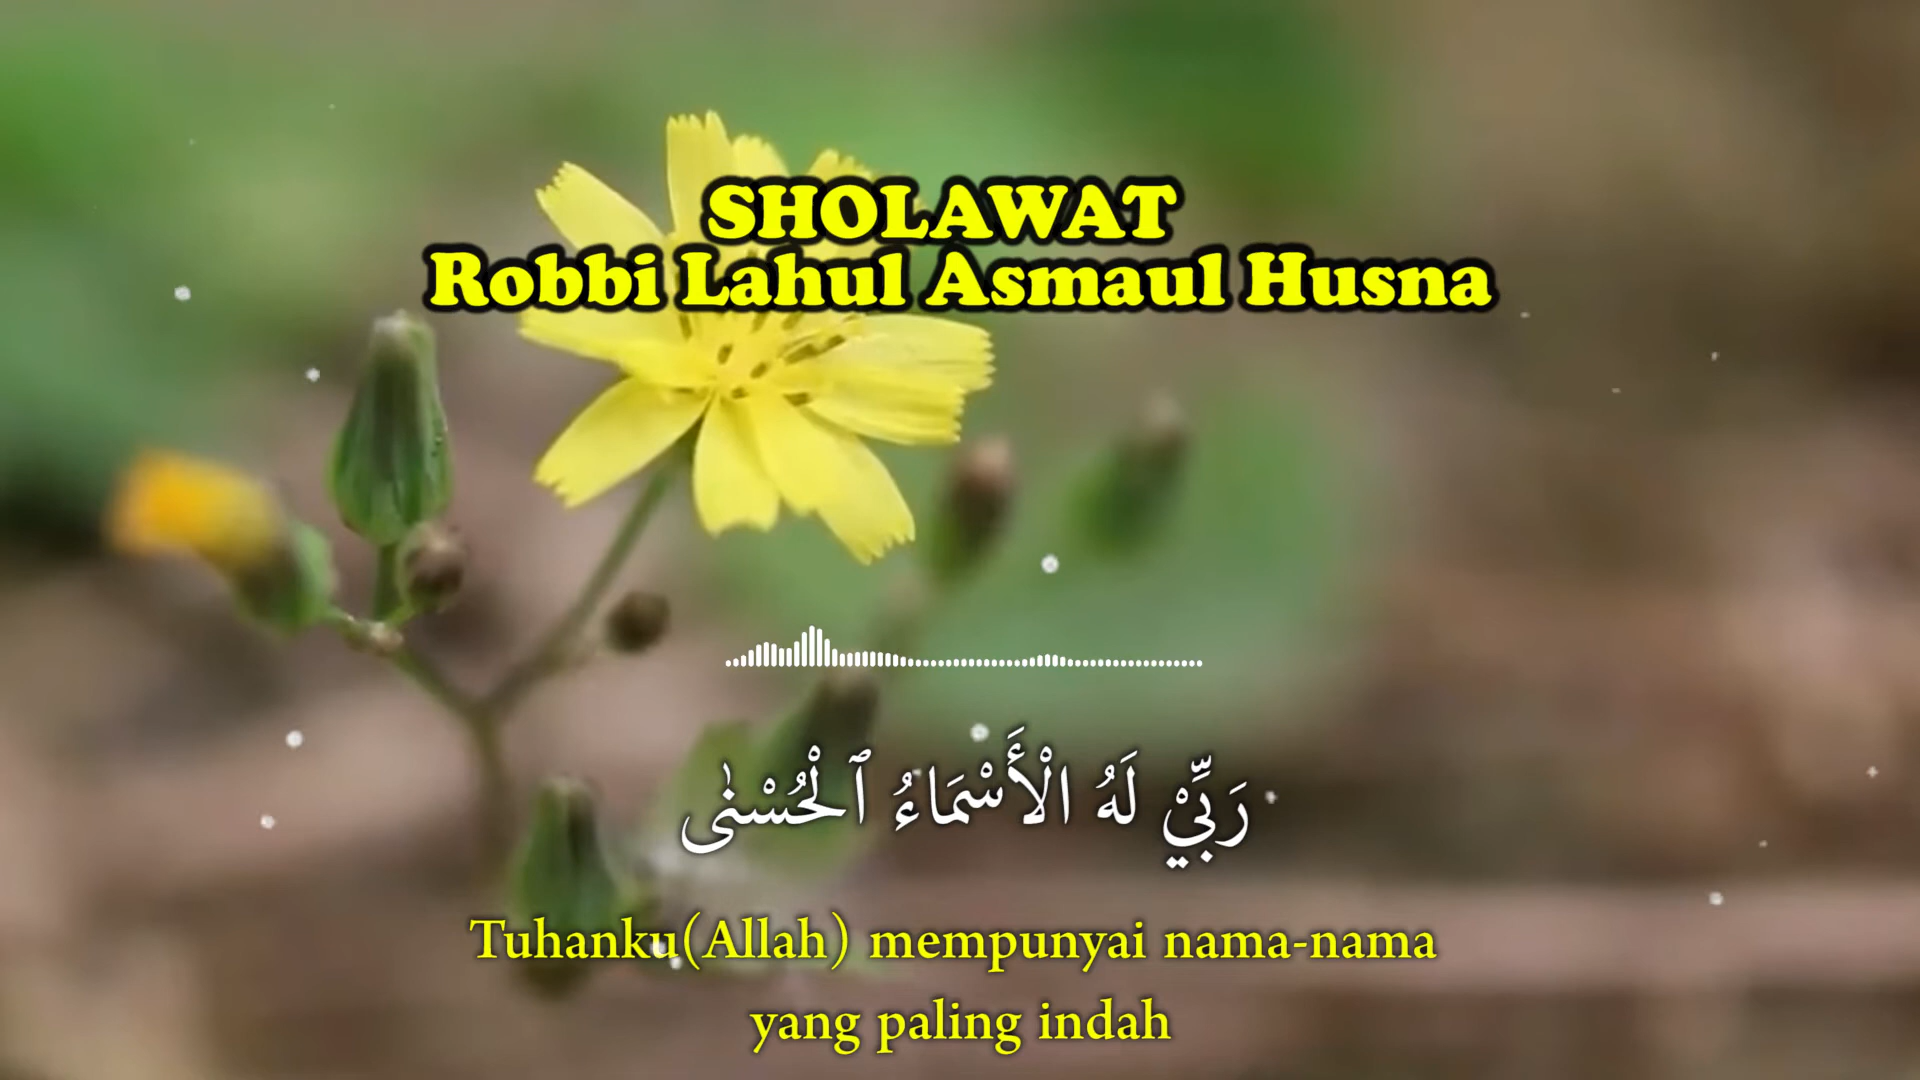 SHOLAWAT
Robbi Lahul Asmaul Husna
رَبِّيْ لَهُ الْأَسْمَاءُ ٱلْحُسْنٰى
Tuhanku(Allah) mempunyai nama-nama
yang paling indah